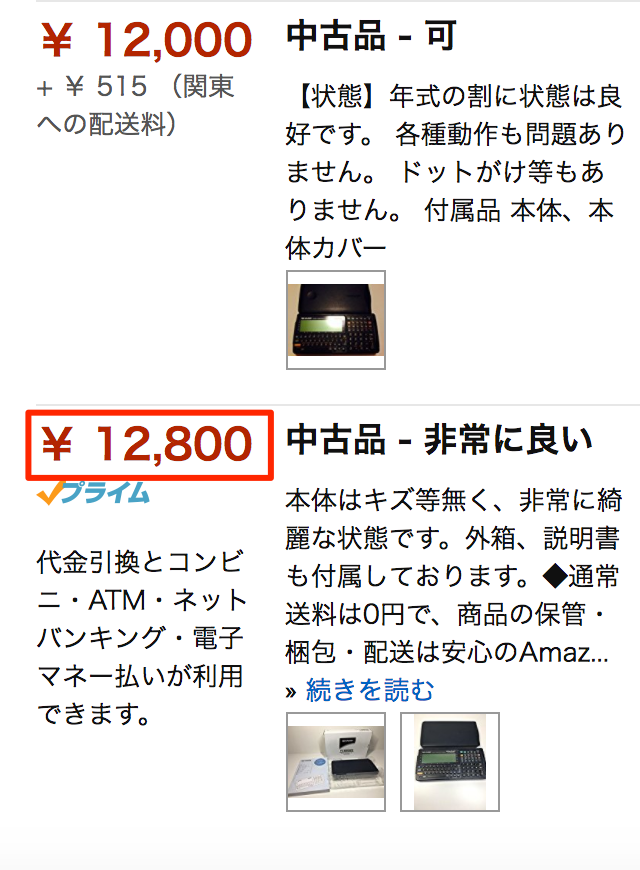 ¥ 12,000
+ ¥ 515 （関東
への配送料）
中古品 - 可
【状態】年式の割に状態は良
好です。 各種動作も問題あり
ません。 ドットがけ等もあ
りません。 付属品 本体、本
体カバー
¥ 12,800
プライム
代金引換とコンビ
ニ・ATM・ネット
バンキング・電子
マネー払いが利用
できます。
中古品 - 非常に良い
本体はキズ等無く、非常に綺
麗な状態です。外箱、説明書
も付属しております。◆通常
送料は0円で、商品の保管・
梱包・配送は安心のAmaz...
» 続きを読む